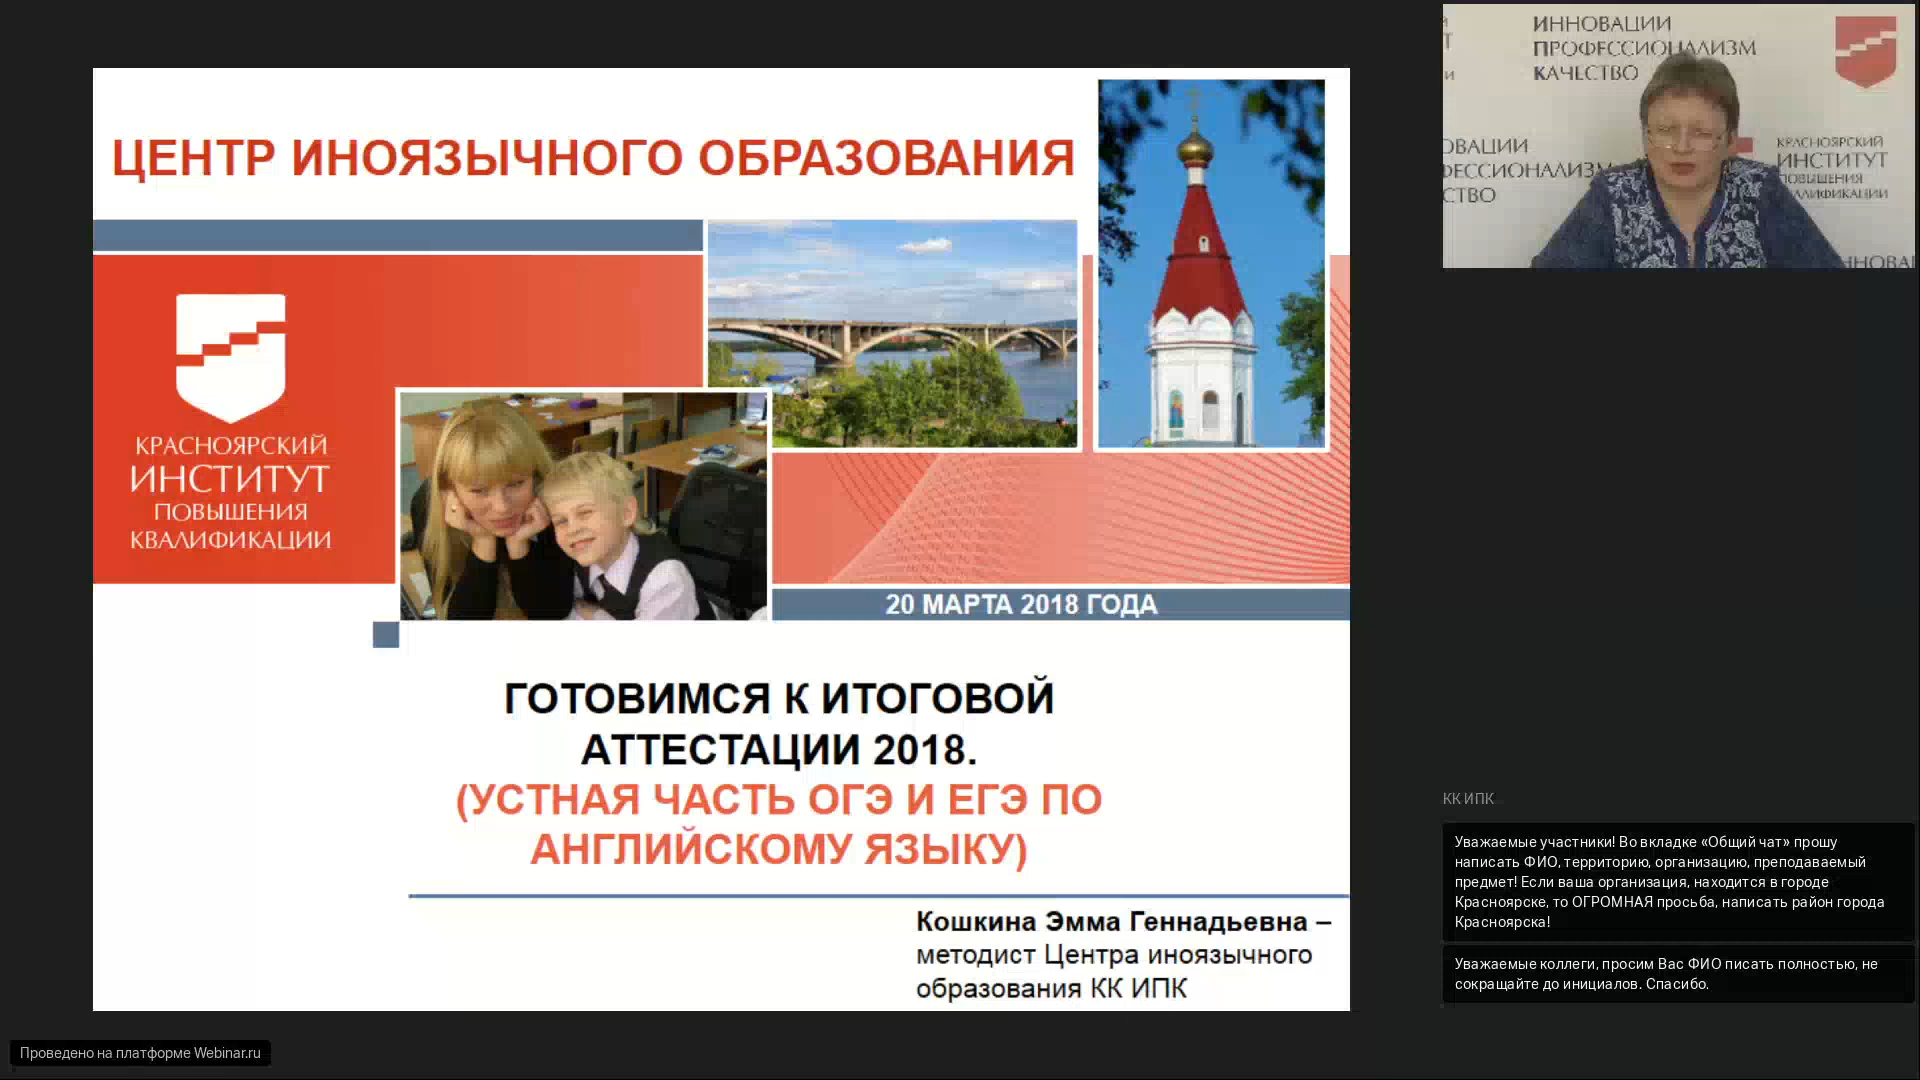 ЦЕНТР ИНОЯЗЫЧНОГО ОБРАЗОВАНИЯ
КРАСНОЯРСКИЙ
ИНСТИТУТ
ПОВЫШЕНИЯ
КВАЛИФИКАЦИИ
20 МАРТА 2018 ГОДА
ГОТОВИМСЯ К ИТОГОВОЙ
АТТЕСТАЦИИ 2018.
(УСТНАЯ ЧАСТЬ ОГЭ И ЕГЭ ПО
АНГЛИЙСКОМУ ЯЗЫКУ)
Кошкина Эмма Геннадьевна –
методист Центра иноязычного
образования КК ИПК
ИННОВАЦИИ
ПРОФЕССИОНАЛИЗМ
КАЧЕСТВО
ОВАЦИИ
ФЕССИОНАЛИЗМ
СТВО
КРАСНОЯРСКИЙ
ИНСТИТУТ
ПОВЫШЕНИЯ
КВАЛИФИКАЦИИ
КК ИПК
Уважаемые участники! Во вкладке «Общий чат» прошу
написать ФИО, территорию, организацию, преподаваемый
предмет! Если ваша организация, находится в городе
Красноярске, то ОГРОМНАЯ просьба, написать район города
Красноярска!
Уважаемые коллеги, просим Вас ФИО писать полностью, не
сокращайте до инициалов. Спасибо.
Проведено на платформе Webinar.ru